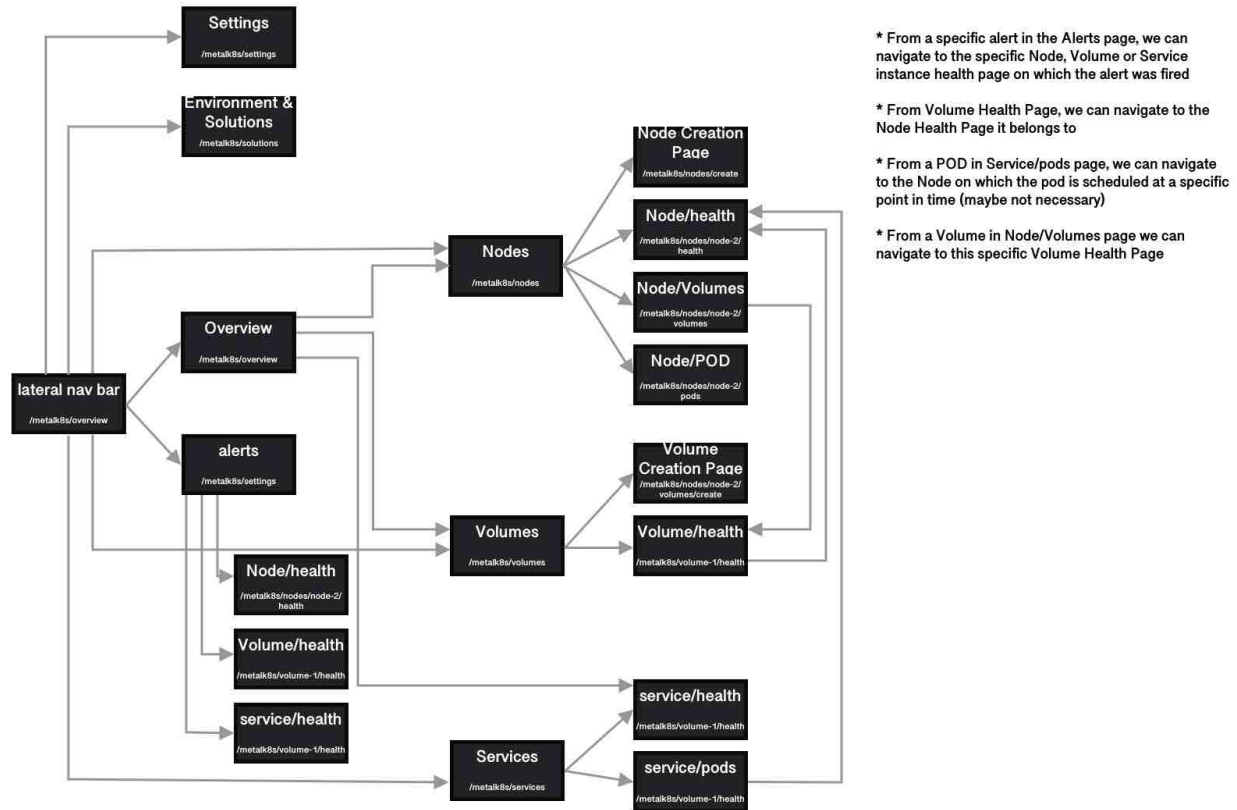 Settings
/metalk8s/settings
Environment &
Solutions
/metalk8s/solutions
lateral nav bar
/metalk8s/overview
Overview
/metalk8s/overview
alerts
/metalk8s/settings
Node/health
/metalk8s/nodes/node-2/
health
Volume/health
/metalk8s/volume-1/health
service/health
/metalk8s/volume-1/health
Nodes
/metalk8s/nodes
Volumes
/metalk8s/volumes
Services
/metalk8s/services
Node Creation
Page
/metalk8s/nodes/create
Node/health
/metalk8s/nodes/node-2/
health
Node/Volumes
/metalk8s/nodes/node-2/
volumes
Node/POD
/metalk8s/nodes/node-2/
pods
Volume
Creation Page
/metalk8s/nodes/node-2/
volumes/create
Volume/health
/metalk8s/volume-1/health
service/health
/metalk8s/volume-1/health
service/pods
/metalk8s/volume-1/health
* From a specific alert in the Alerts page, we can
navigate to the specific Node, Volume or Service
instance health page on which the alert was fired
* From Volume Health Page, we can navigate to the
Node Health Page it belongs to
* From a POD in Service/pods page, we can navigate
to the Node on which the pod is scheduled at a specific
point in time (maybe not necessary)
* From a Volume in Node/Volumes page we can
navigate to this specific Volume Health Page